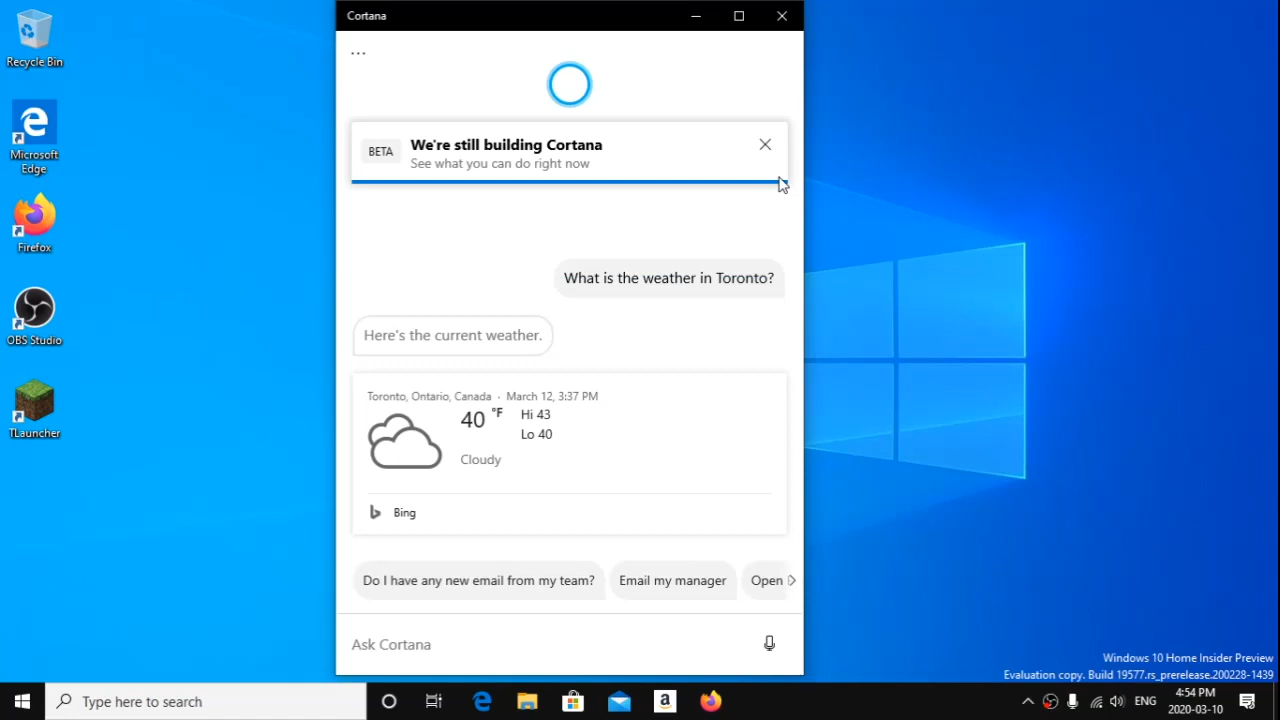 Cortana
...
BETA
We're still building Cortana
See what you can do right now
What is the weather in Toronto?
Here's the current weather.
Toronto, Ontario, Canada · March 12, 3:37 PM
40 °F
Hi 43
Lo 40
Cloudy
Bing
Do I have any new email from my team?
Email my manager
Open
Ask Cortana
Recycle Bin
Microsoft
Edge
Firefox
OBS Studio
TLauncher
Windows 10 Home Insider Preview
Evaluation copy. Build 19577.rs_prerelease.200228-1439
Type here to search
a
ENG
4:54 PM
2020-03-10